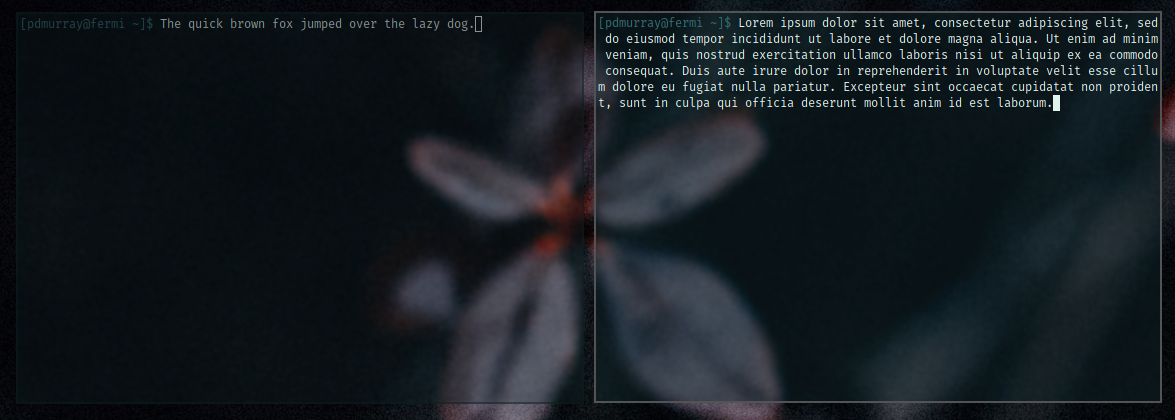 [pdmurray@fermi ~]$ The quick brown fox jumped over the lazy dog.
[pdmurray@fermi ~]$ Lorem ipsum dolor sit amet, consectetur adipiscing elit, sed
do eiusmod tempor incididunt ut labore et dolore magna aliqua. Ut enim ad minim
veniam, quis nostrud exercitation ullamco laboris nisi ut aliquip ex ea commodo
consequat. Duis aute irure dolor in reprehenderit in voluptate velit esse cillu
m dolore eu fugiat nulla pariatur. Excepteur sint occaecat cupidatat non proiden
t, sunt in culpa qui officia deserunt mollit anim id est laborum.